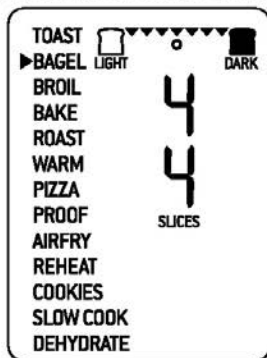 TOAST
BAGEL LIGHT DARK
BROIL 4
BAKE
ROAST
WARM 4
PIZZA
PROOF SLICES
AIRFRY
REHEAT
COOKIES
SLOW COOK
DEHYDRATE